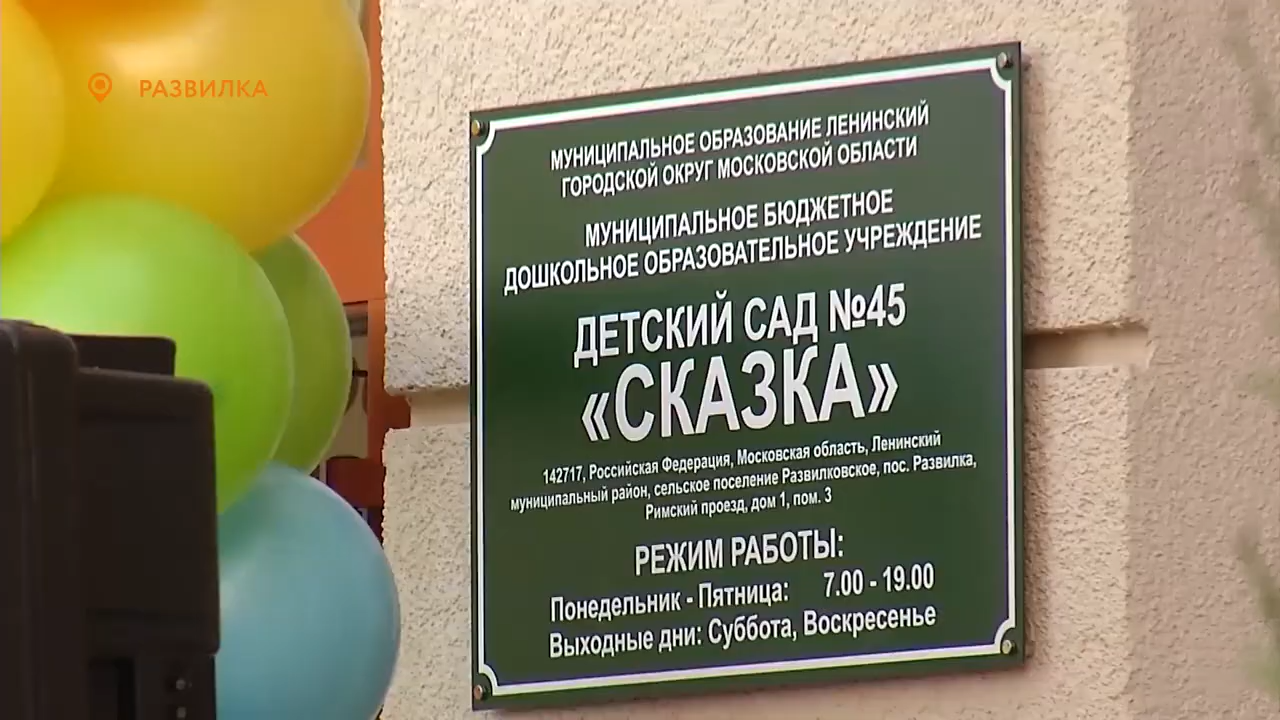 РАЗВИЛКА
МУНИЦИПАЛЬНОЕ ОБРАЗОВАНИЕ ЛЕНИНСКИЙ
ГОРОДСКОЙ ОКРУГ МОСКОВСКОЙ ОБЛАСТИ
МУНИЦИПАЛЬНОЕ БЮДЖЕТНОЕ
ДОШКОЛЬНОЕ ОБРАЗОВАТЕЛЬНОЕ УЧРЕЖДЕНИЕ
ДЕТСКИЙ САД №45
«СКАЗКА»
142717, Российская Федерация, Московская область, Ленинский
муниципальный район, сельское поселение Развилковское, пос. Развилка,
Римский проезд, дом 1, пом. 3
РЕЖИМ РАБОТЫ:
Понедельник - Пятница: 7.00 - 19.00
Выходные дни: Суббота, Воскресенье